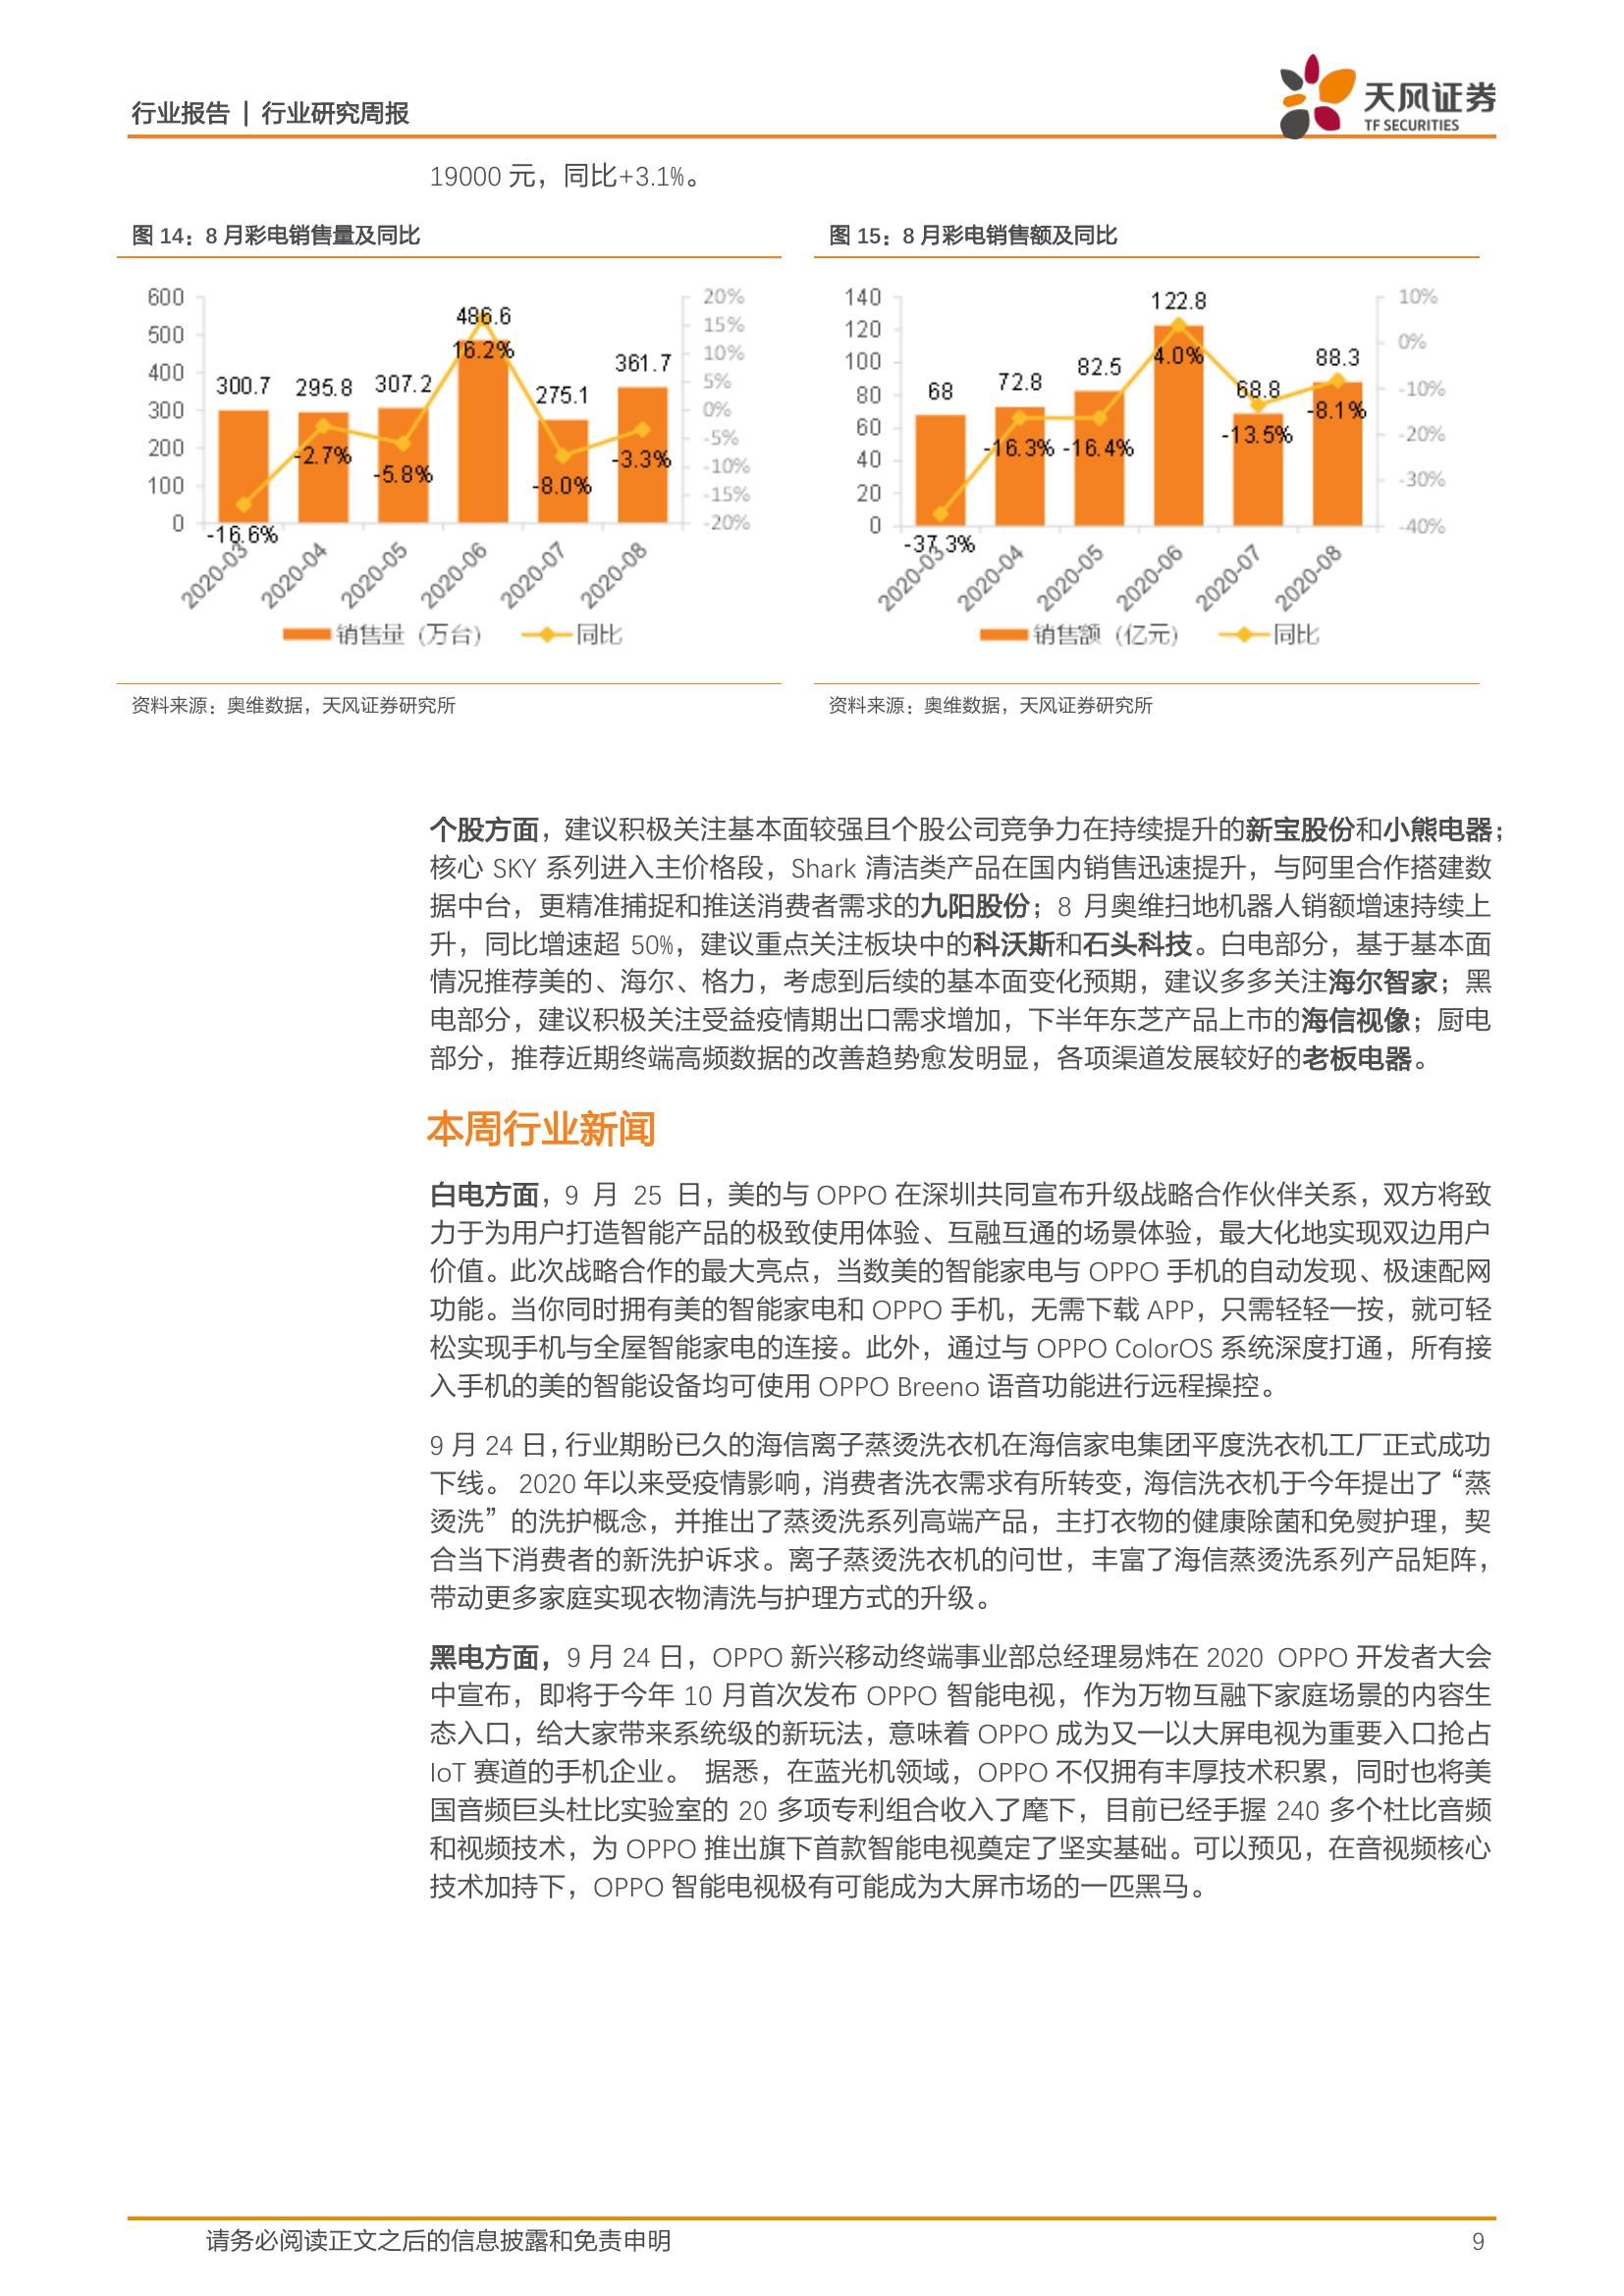 行业报告 | 行业研究周报
天风证券
TF SECURITIES
19000 元，同比+3.1%。
图 14：8 月彩电销售量及同比
600
500
400
300
200
100
0
20%
15%
10%
5%
0%
-5%
-10%
-15%
-20%
300.7
295.8
307.2
486.6
275.1
361.7
-16.6%
-2.7%
-5.8%
16.2%
-8.0%
-3.3%
2020-03
2020-04
2020-05
2020-06
2020-07
2020-08
销售量（万台）
同比
资料来源：奥维数据，天风证券研究所
图 15：8 月彩电销售额及同比
140
120
100
80
60
40
20
0
10%
0%
-10%
-20%
-30%
-40%
68
72.8
82.5
122.8
68.8
88.3
-37.3%
-16.3%
-16.4%
4.0%
-13.5%
-8.1%
2020-03
2020-04
2020-05
2020-06
2020-07
2020-08
销售额（亿元）
同比
资料来源：奥维数据，天风证券研究所
个股方面，建议积极关注基本面较强且个股公司竞争力在持续提升的新宝股份和小熊电器；
核心 SKY 系列进入主价格段，Shark 清洁类产品在国内销售迅速提升，与阿里合作搭建数
据中台，更精准捕捉和推送消费者需求的九阳股份；8 月奥维扫地机器人销额增速持续上
升，同比增速超 50%，建议重点关注板块中的科沃斯和石头科技。白电部分，基于基本面
情况推荐美的、海尔、格力，考虑到后续的基本面变化预期，建议多多关注海尔智家；黑
电部分，建议积极关注受益疫情期出口需求增加，下半年东芝产品上市的海信视像；厨电
部分，推荐近期终端高频数据的改善趋势愈发明显，各项渠道发展较好的老板电器。
本周行业新闻
白电方面，9 月 25 日，美的与 OPPO 在深圳共同宣布升级战略合作伙伴关系，双方将致
力于为用户打造智能产品的极致使用体验、互融互通的场景体验，最大化地实现双边用户
价值。此次战略合作的最大亮点，当数美的智能家电与 OPPO 手机的自动发现、极速配网
功能。当你同时拥有美的智能家电和 OPPO 手机，无需下载 APP，只需轻轻一按，就可轻
松实现手机与全屋智能家电的连接。此外，通过与 OPPO ColorOS 系统深度打通，所有接
入手机的美的智能设备均可使用 OPPO Breeno 语音功能进行远程操控。
9 月 24 日，行业期盼已久的海信离子蒸烫洗衣机在海信家电集团平度洗衣机工厂正式成功
下线。 2020 年以来受疫情影响，消费者洗衣需求有所转变，海信洗衣机于今年提出了“蒸
烫洗”的洗护概念，并推出了蒸烫洗系列高端产品，主打衣物的健康除菌和免熨护理，契
合当下消费者的新洗护诉求。离子蒸烫洗衣机的问世，丰富了海信蒸烫洗系列产品矩阵，
带动更多家庭实现衣物清洗与护理方式的升级。
黑电方面，9 月 24 日，OPPO 新兴移动终端事业部总经理易炜在 2020 OPPO 开发者大会
中宣布，即将于今年 10 月首次发布 OPPO 智能电视，作为万物互融下家庭场景的内容生
态入口，给大家带来系统级的新玩法，意味着 OPPO 成为又一以大屏电视为重要入口抢占
IoT 赛道的手机企业。 据悉，在蓝光机领域，OPPO 不仅拥有丰厚技术积累，同时也将美
国音频巨头杜比实验室的 20 多项专利组合收入了麾下，目前已经手握 240 多个杜比音频
和视频技术，为 OPPO 推出旗下首款智能电视奠定了坚实基础。可以预见，在音视频核心
技术加持下，OPPO 智能电视极有可能成为大屏市场的一匹黑马。
请务必阅读正文之后的信息披露和免责申明
9